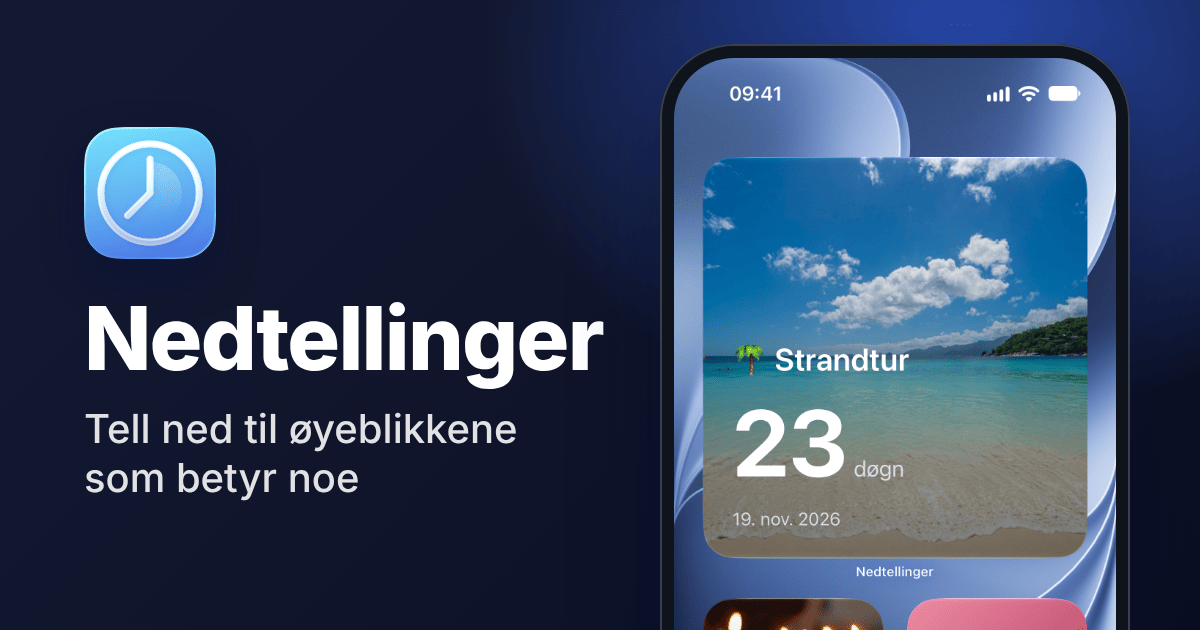 Nedtellinger
Tell ned til øyeblikkene
som betyr noe
09:41
Strandtur
23 døgn
19. nov. 2026
Nedtellinger